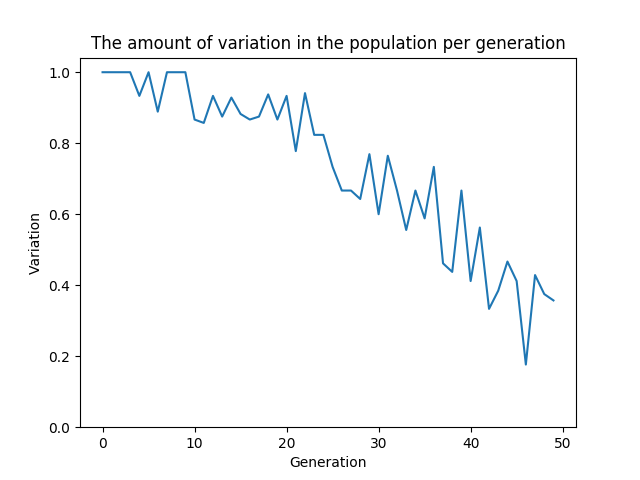 The amount of variation in the population per generation
1.0
0.8
0.6
0.4
0.2
0.0
Variation
0 10 20 30 40 50
Generation